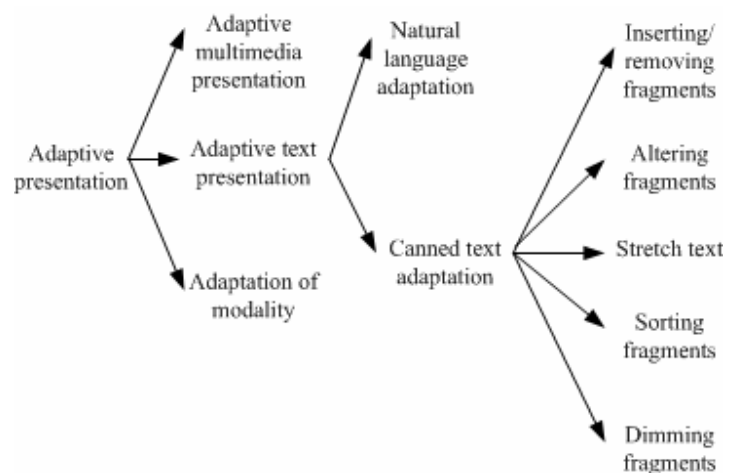 Adaptive
presentation
Adaptive
multimedia
presentation
Adaptive text
presentation
Adaptation of
modality
Natural
language
adaptation
Canned text
adaptation
Inserting/
removing
fragments
Altering
fragments
Stretch text
Sorting
fragments
Dimming
fragments